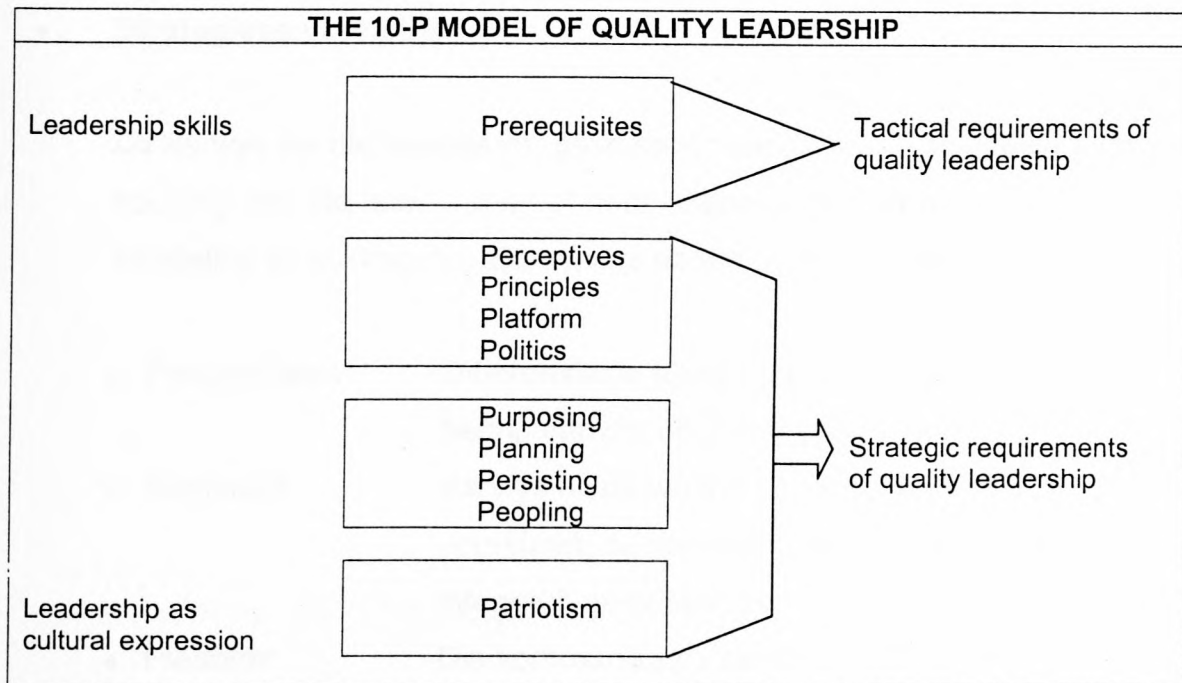 THE 10-P MODEL OF QUALITY LEADERSHIP
Leadership skills
Prerequisites
Tactical requirements of
quality leadership
Perceptives
Principles
Platform
Politics
Purposing
Planning
Persisting
Peopling
Strategic requirements
of quality leadership
Leadership as
cultural expression
Patriotism